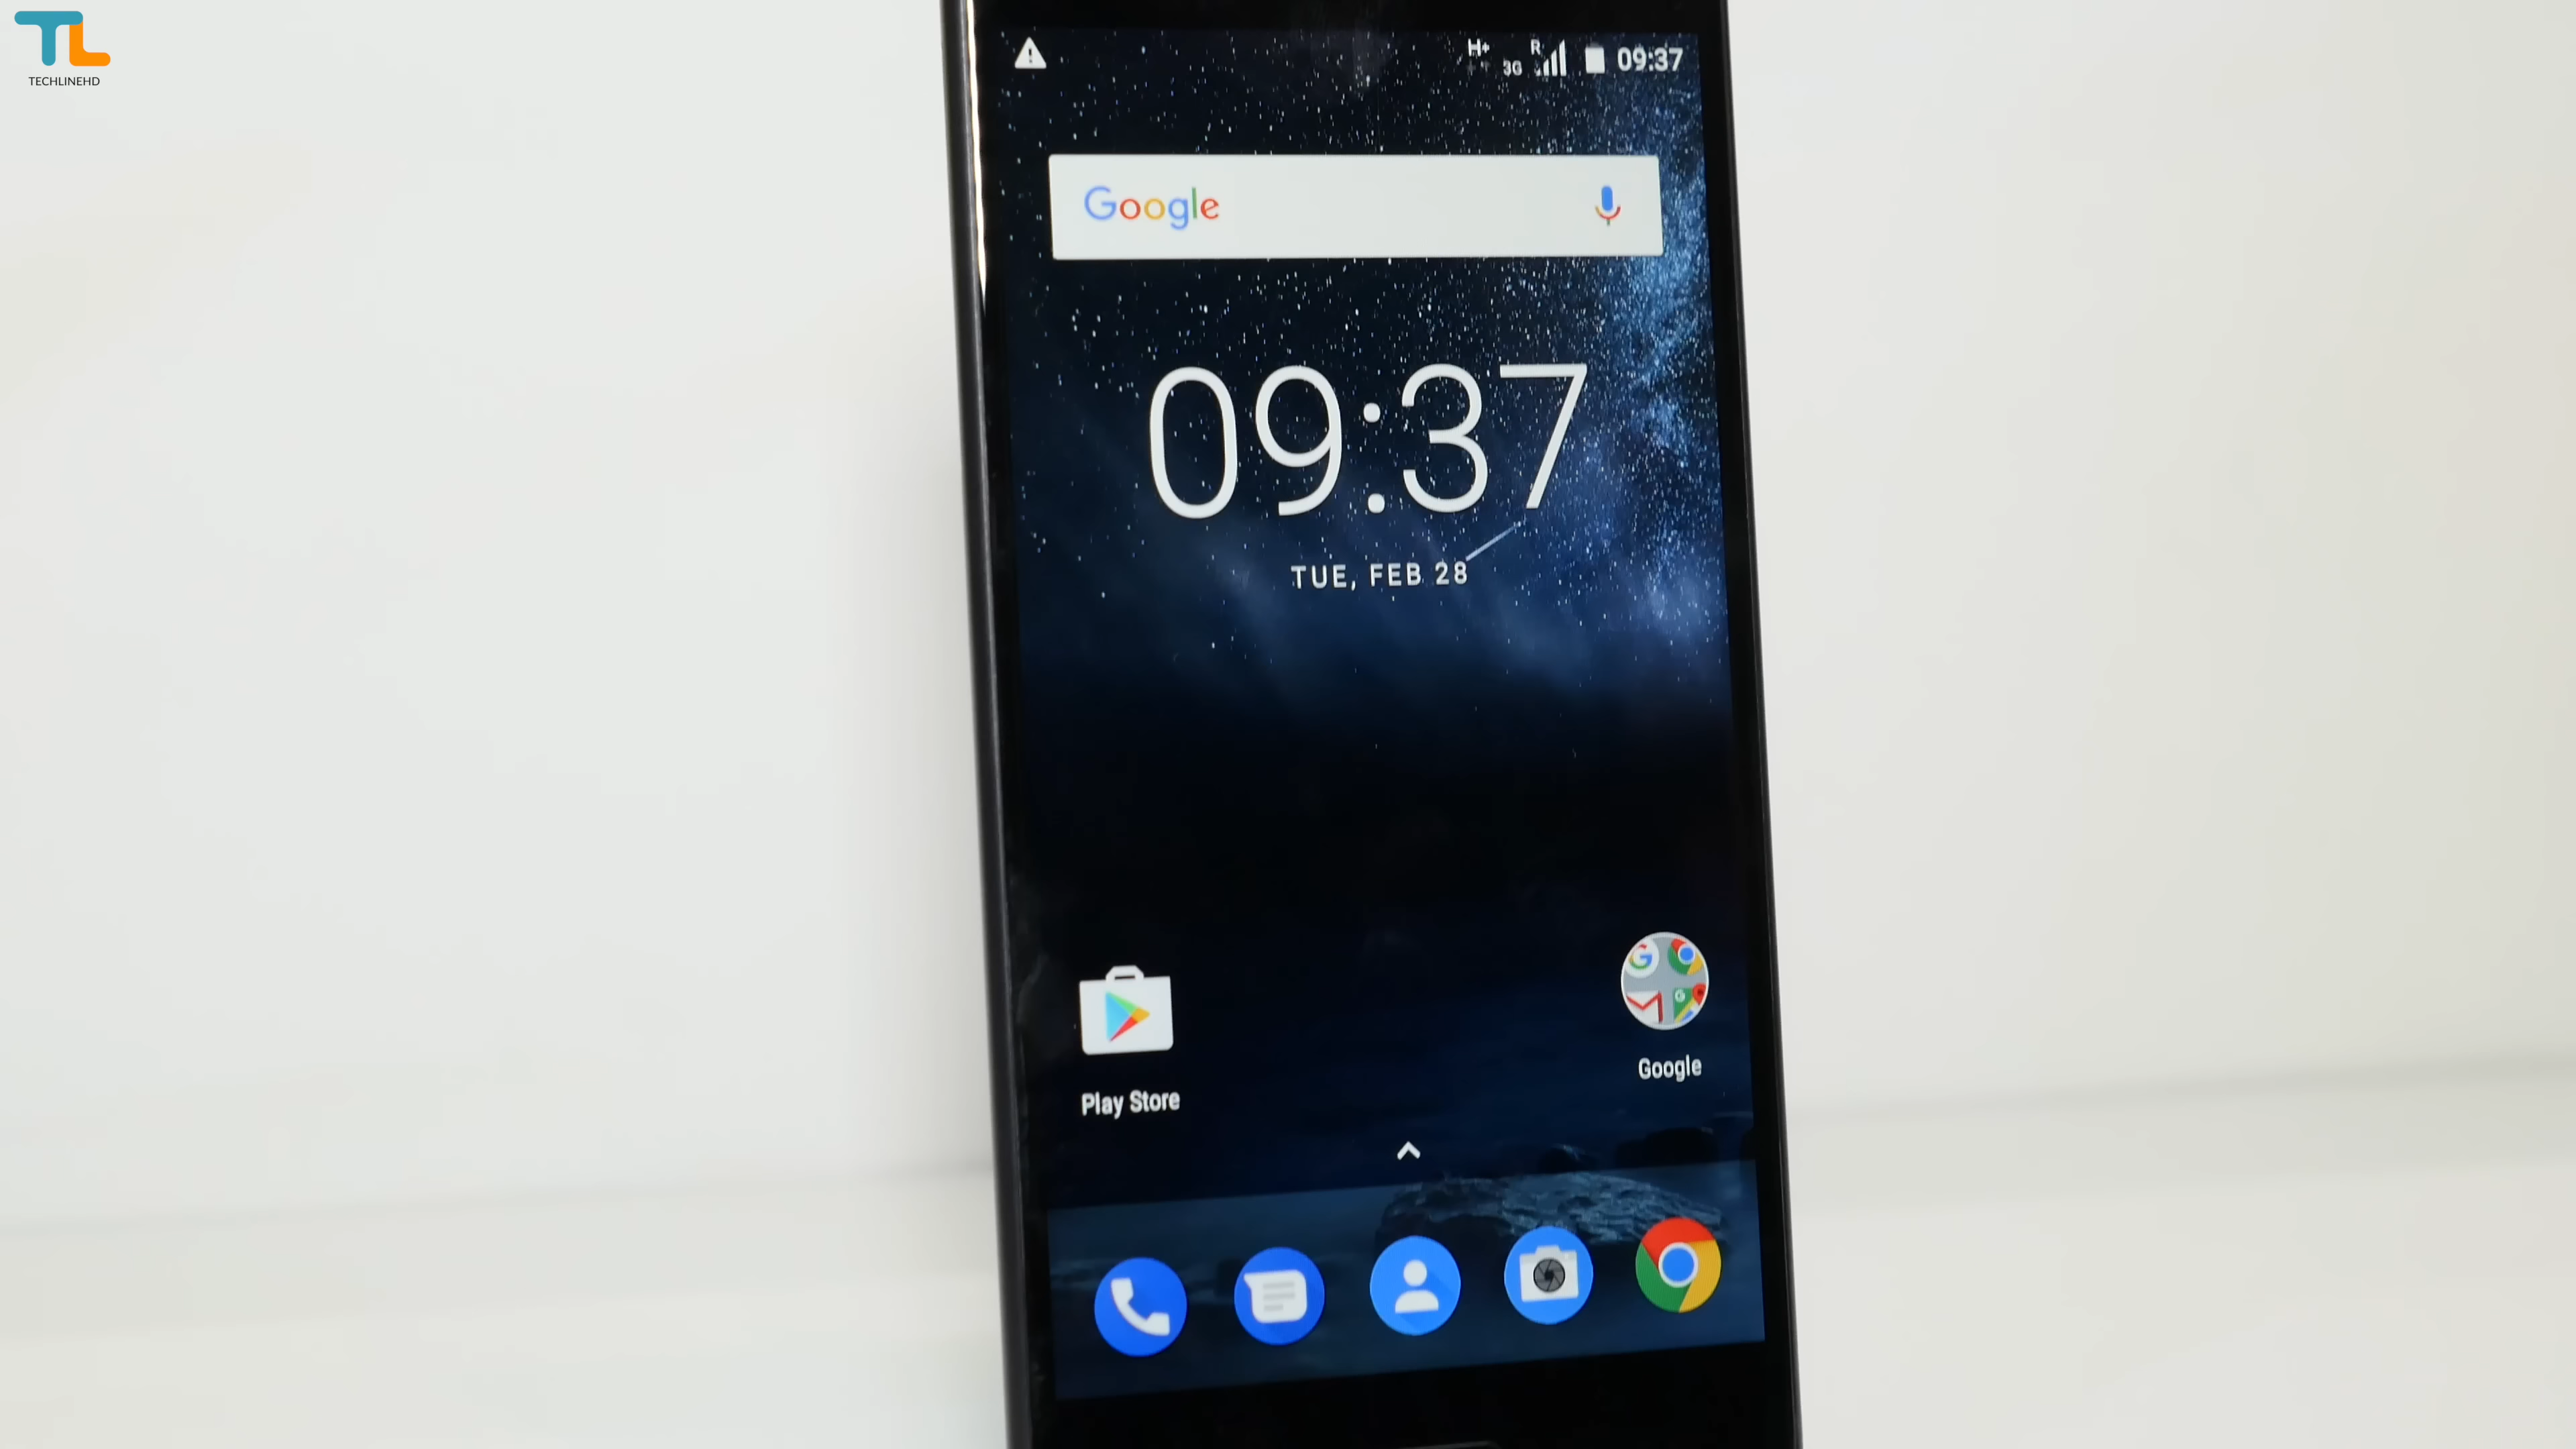 TL
TECHLINEHD
H+ 3G R 09:37
Google
09:37
TUE, FEB 28
Play Store
Google